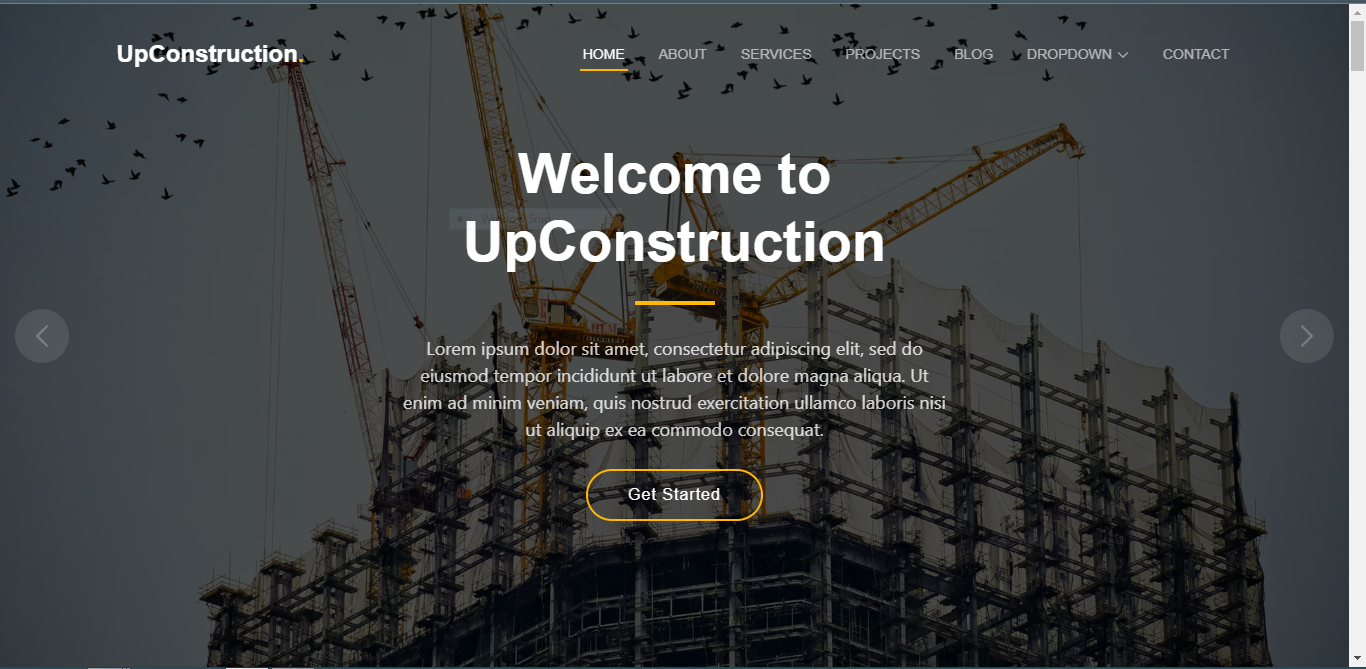 UpConstruction.
HOME ABOUT SERVICES PROJECTS BLOG DROPDOWN CONTACT
Welcome to
UpConstruction
Lorem ipsum dolor sit amet, consectetur adipiscing elit, sed do
eiusmod tempor incididunt ut labore et dolore magna aliqua. Ut
enim ad minim veniam, quis nostrud exercitation ullamco laboris nisi
ut aliquip ex ea commodo consequat.
Get Started